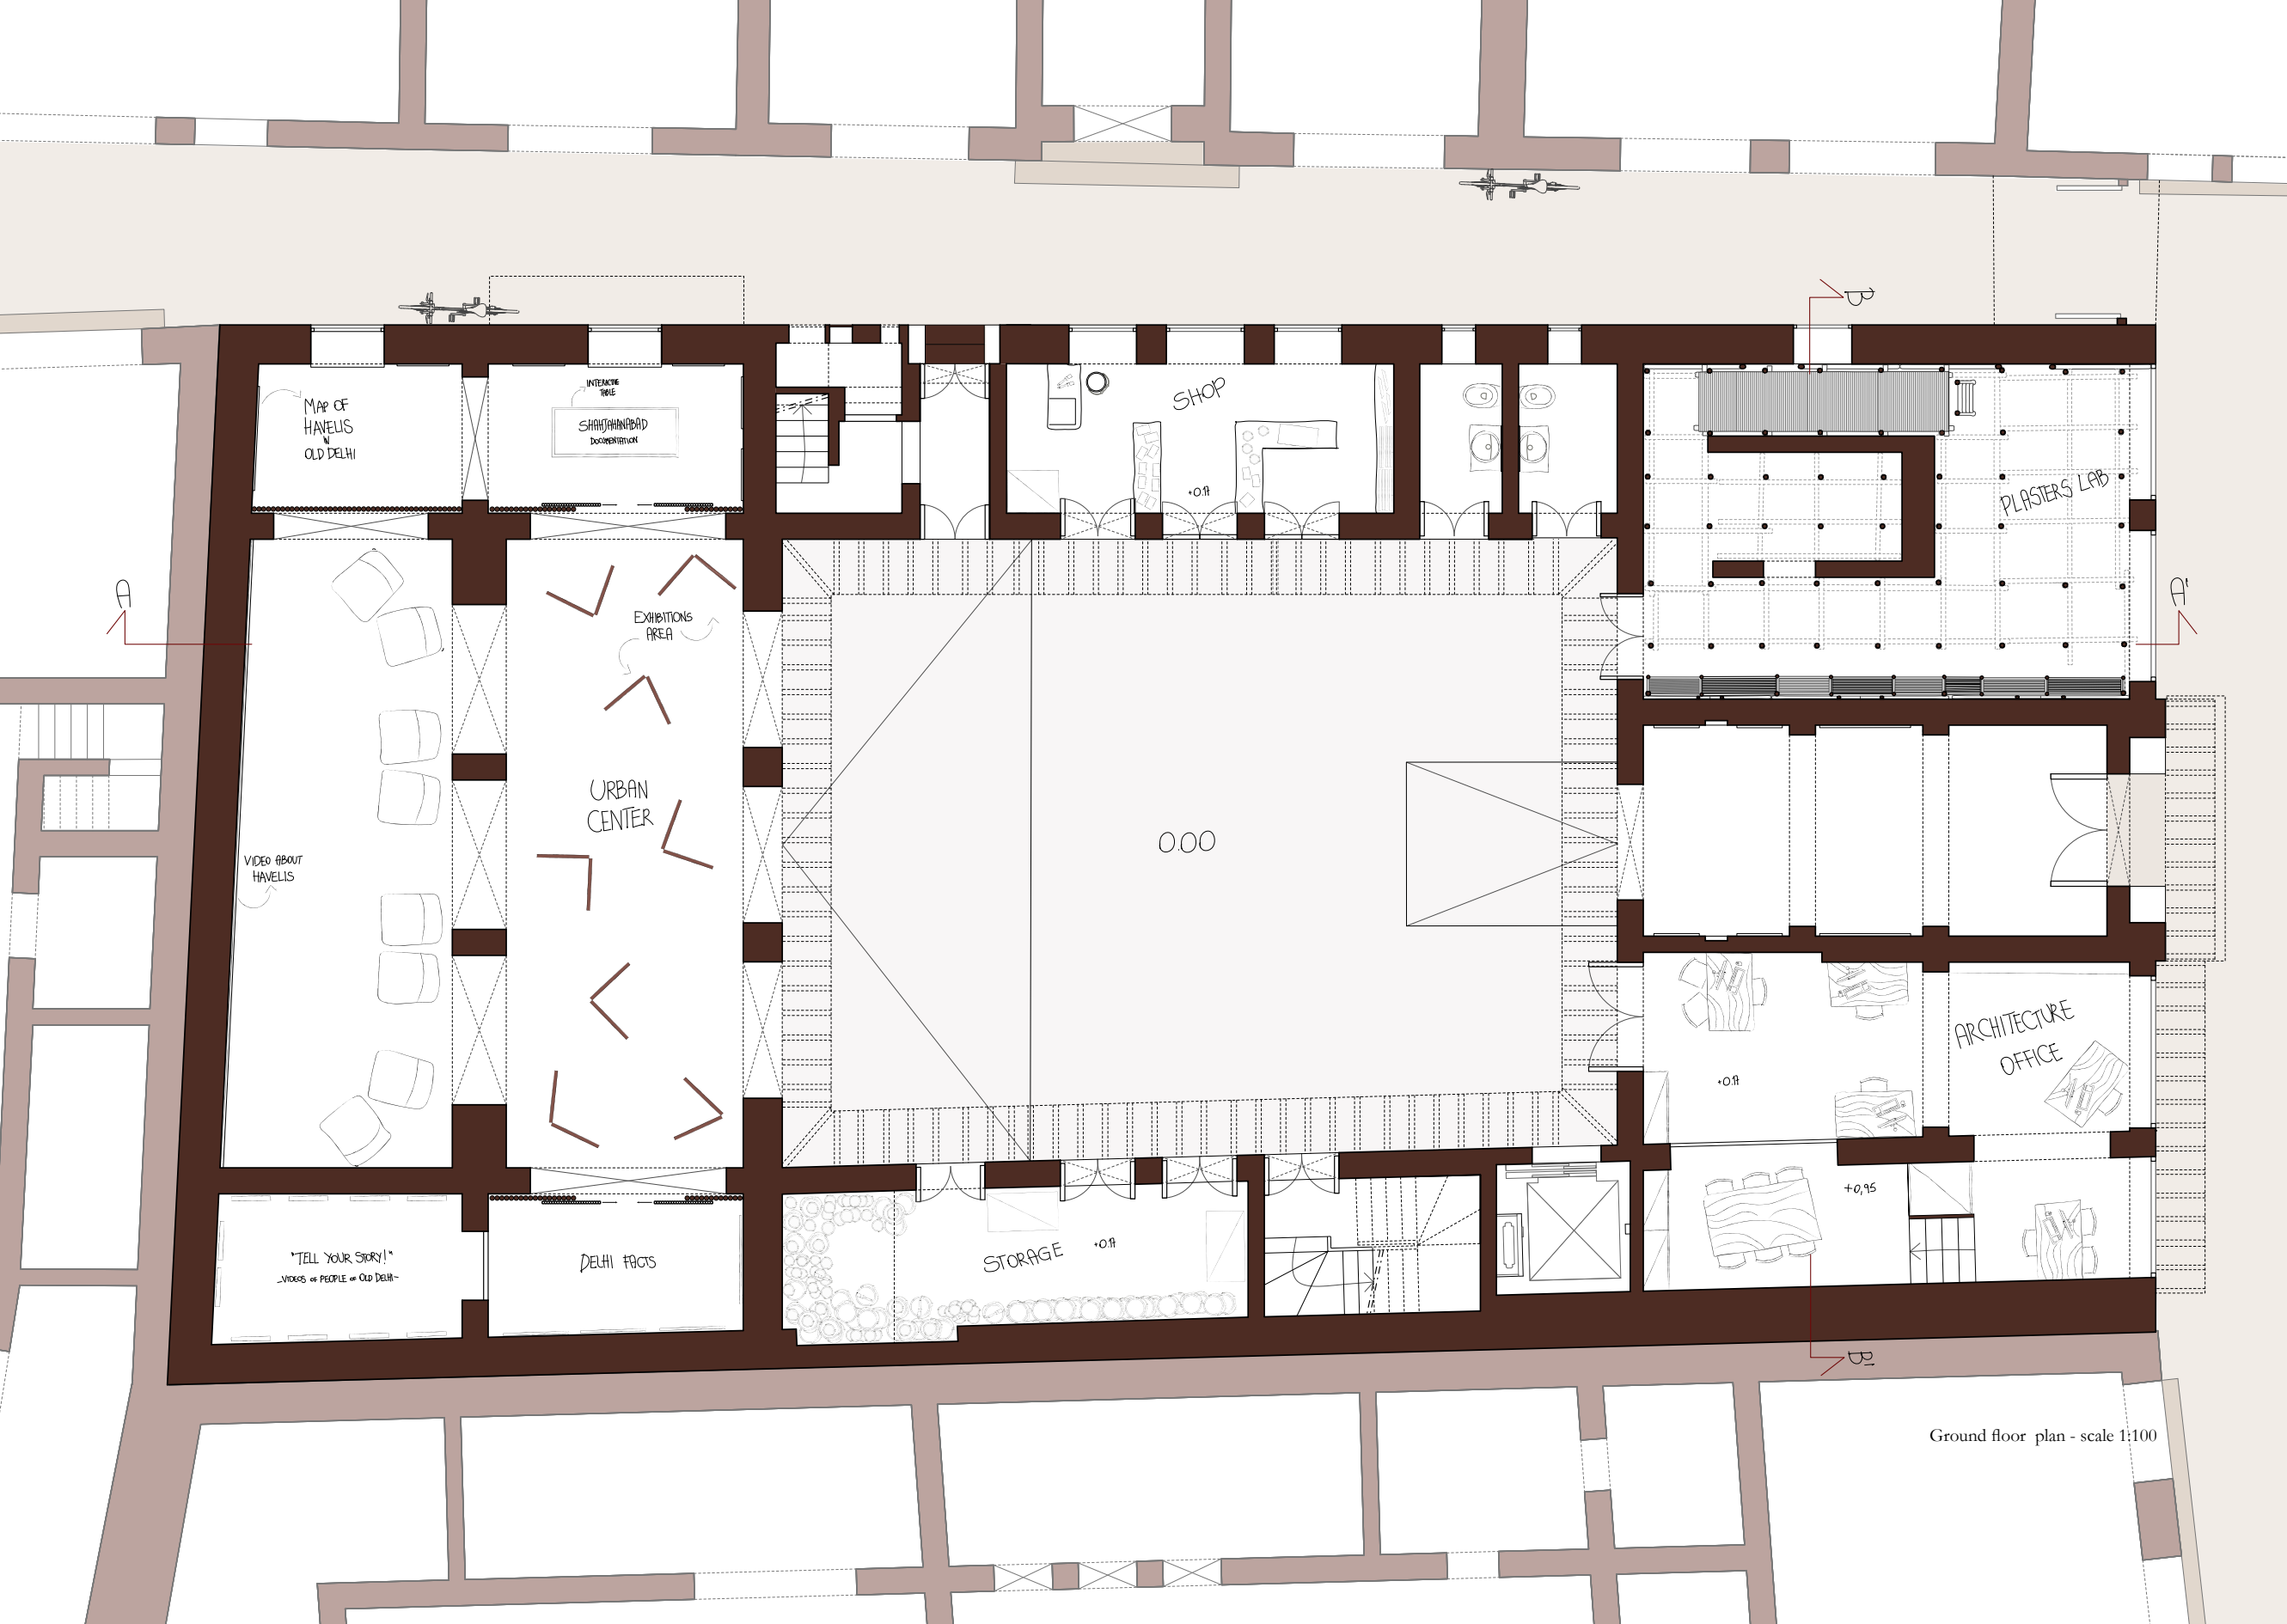 B
INTERACTIVE
TABLE
MAP OF
HAVELIS
IN
OLD DELHI
SHAHJAHANABAD
DOCUMENTATION
SHOP
+0.17
PLASTERS LAB
A
A'
EXHIBITIONS
AREA
URBAN
CENTER
0.00
VIDEO ABOUT
HAVELIS
ARCHITECTURE
OFFICE
+0.17
+0,95
"TELL YOUR STORY!"
-VIDEOS OF PEOPLE OF OLD DELHI-
DELHI FACTS
STORAGE
+0.17
B'
Ground floor plan - scale 1:100